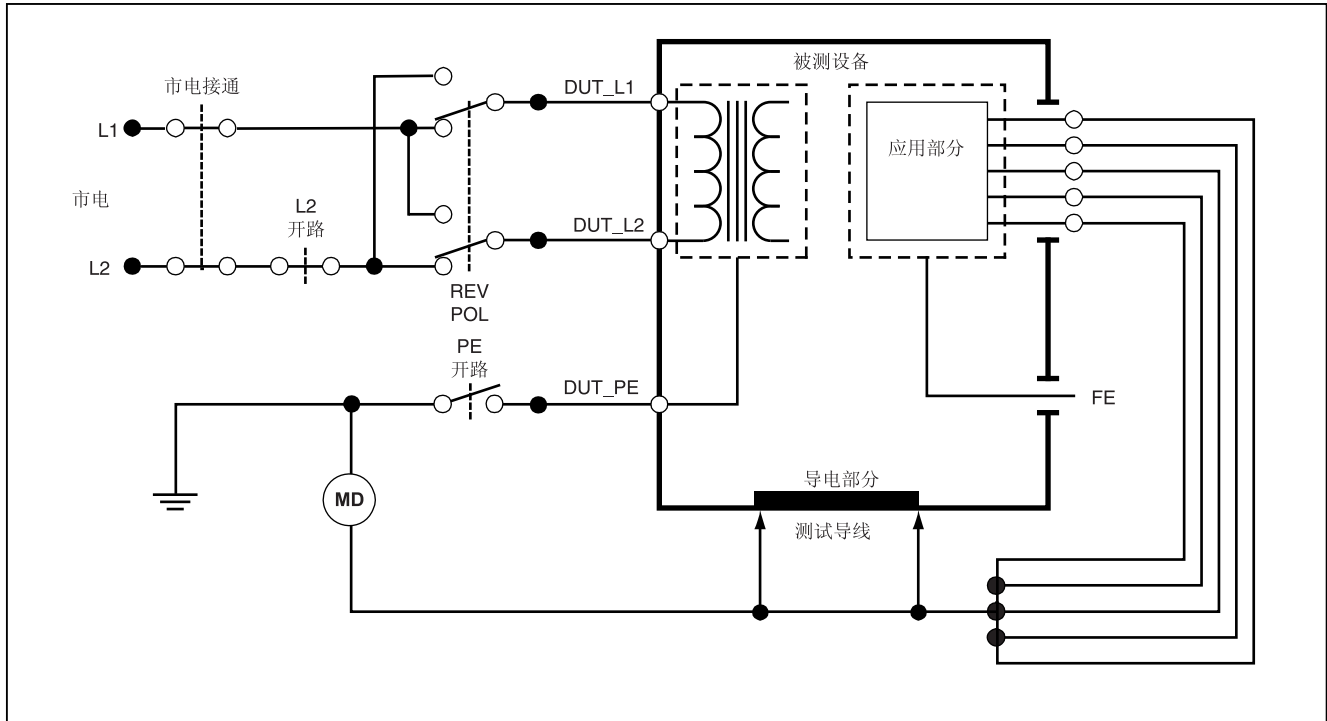 被测设备
市电接通
DUT_L1
L1
应用部分
市电
L2
开路
DUT_L2
L2
REV
POL
PE
开路
DUT_PE
FE
导电部分
MD
测试导线